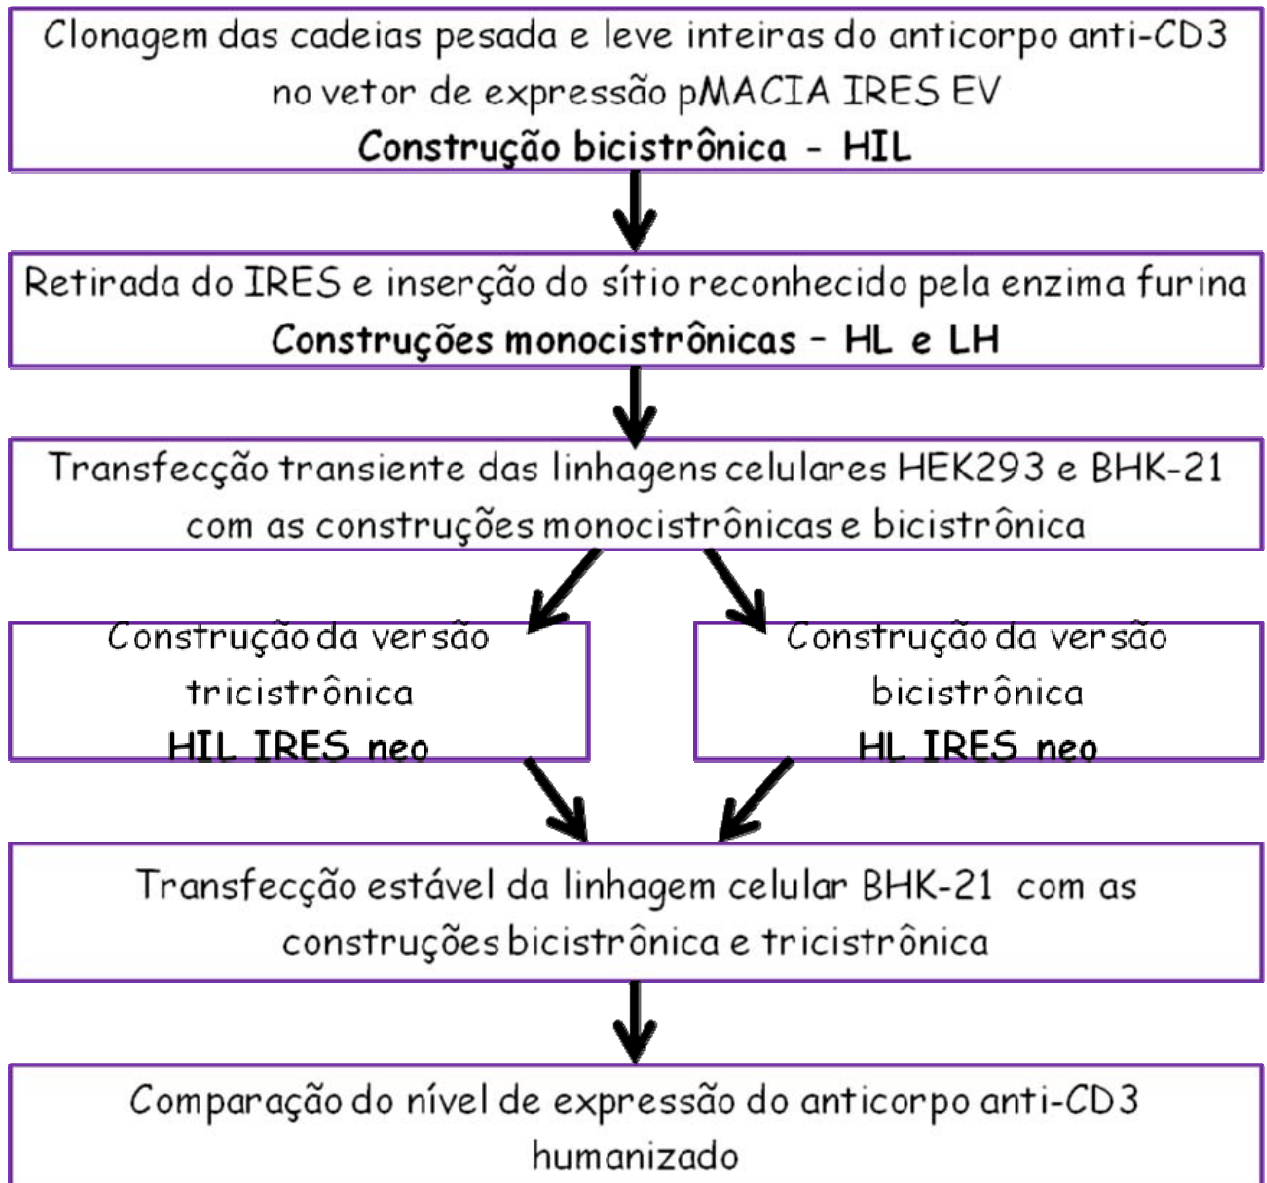 Clonagem das cadeias pesada e leve inteiras do anticorpo anti-CD3
no vetor de expressão pMACIA IRES EV
Construção bicistrônica - HIL
Retirada do IRES e inserção do sítio reconhecido pela enzima furina
Construções monocistrônicas – HL e LH
Transfecção transiente das linhagens celulares HEK293 e BHK-21
com as construções monocistrônicas e bicistrônica
Construção da versão
tricistrônica
HIL IRES neo
Construção da versão
bicistrônica
HL IRES neo
Transfecção estável da linhagem celular BHK-21 com as
construções bicistrônica e tricistrônica
Comparação do nível de expressão do anticorpo anti-CD3
humanizado